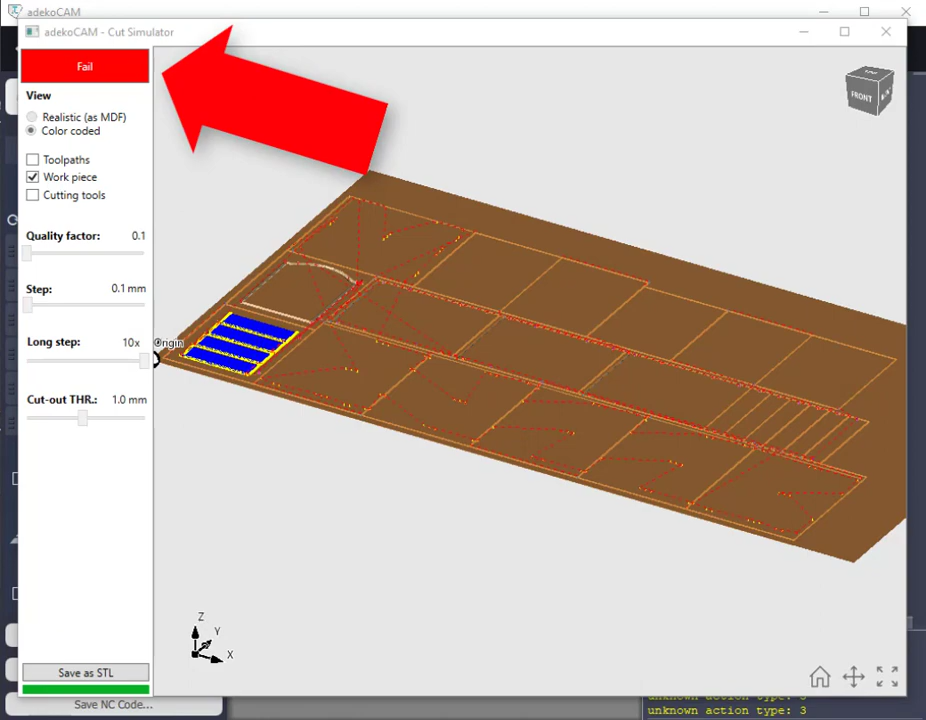 adekoCAM
adekoCAM - Cut Simulator
Fail
View
Realistic (as MDF)
Color coded
Toolpaths
Work piece
Cutting tools
Quality factor: 0.1
Step: 0.1 mm
Long step: 10x
Cut-out THR.: 1.0 mm
Origin
FRONT
Z
Y
X
Save as STL
Save NC Code...
unknown action type: 3